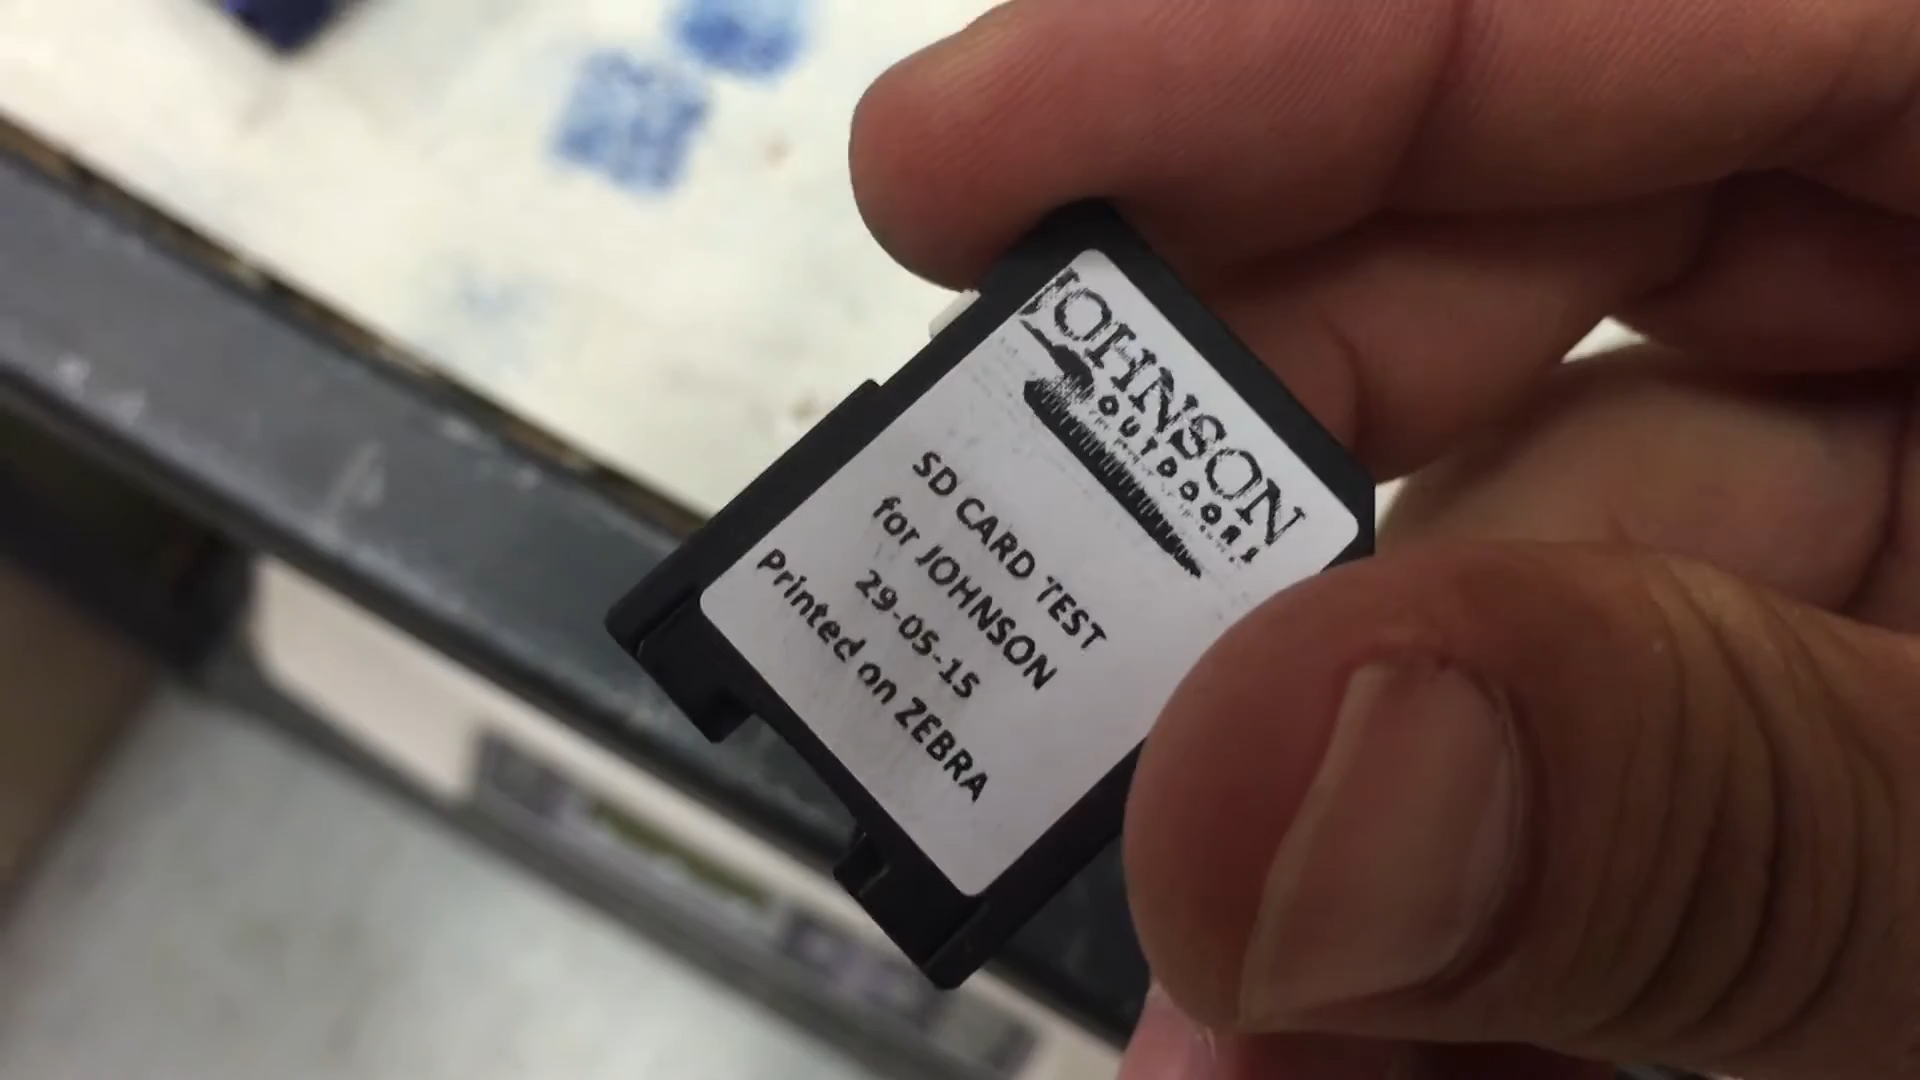 JOHNSON
OUTDOORS
SD CARD TEST
for JOHNSON
29-05-15
Printed on ZEBRA